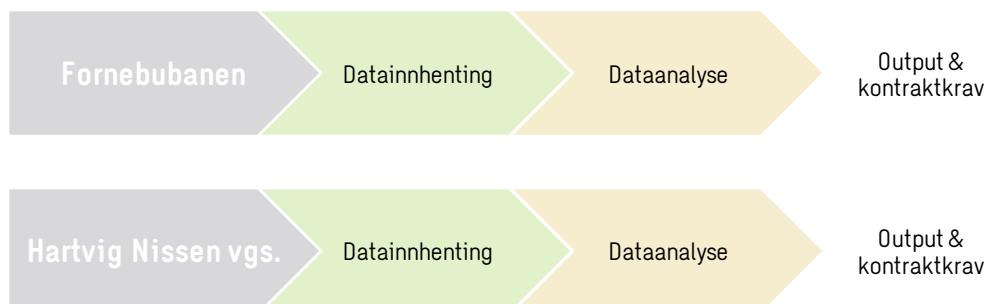 Fornebubanen
Datainnhenting
Dataanalyse
Output &
kontraktkrav
Hartvig Nissen vgs.
Datainnhenting
Dataanalyse
Output &
kontraktkrav